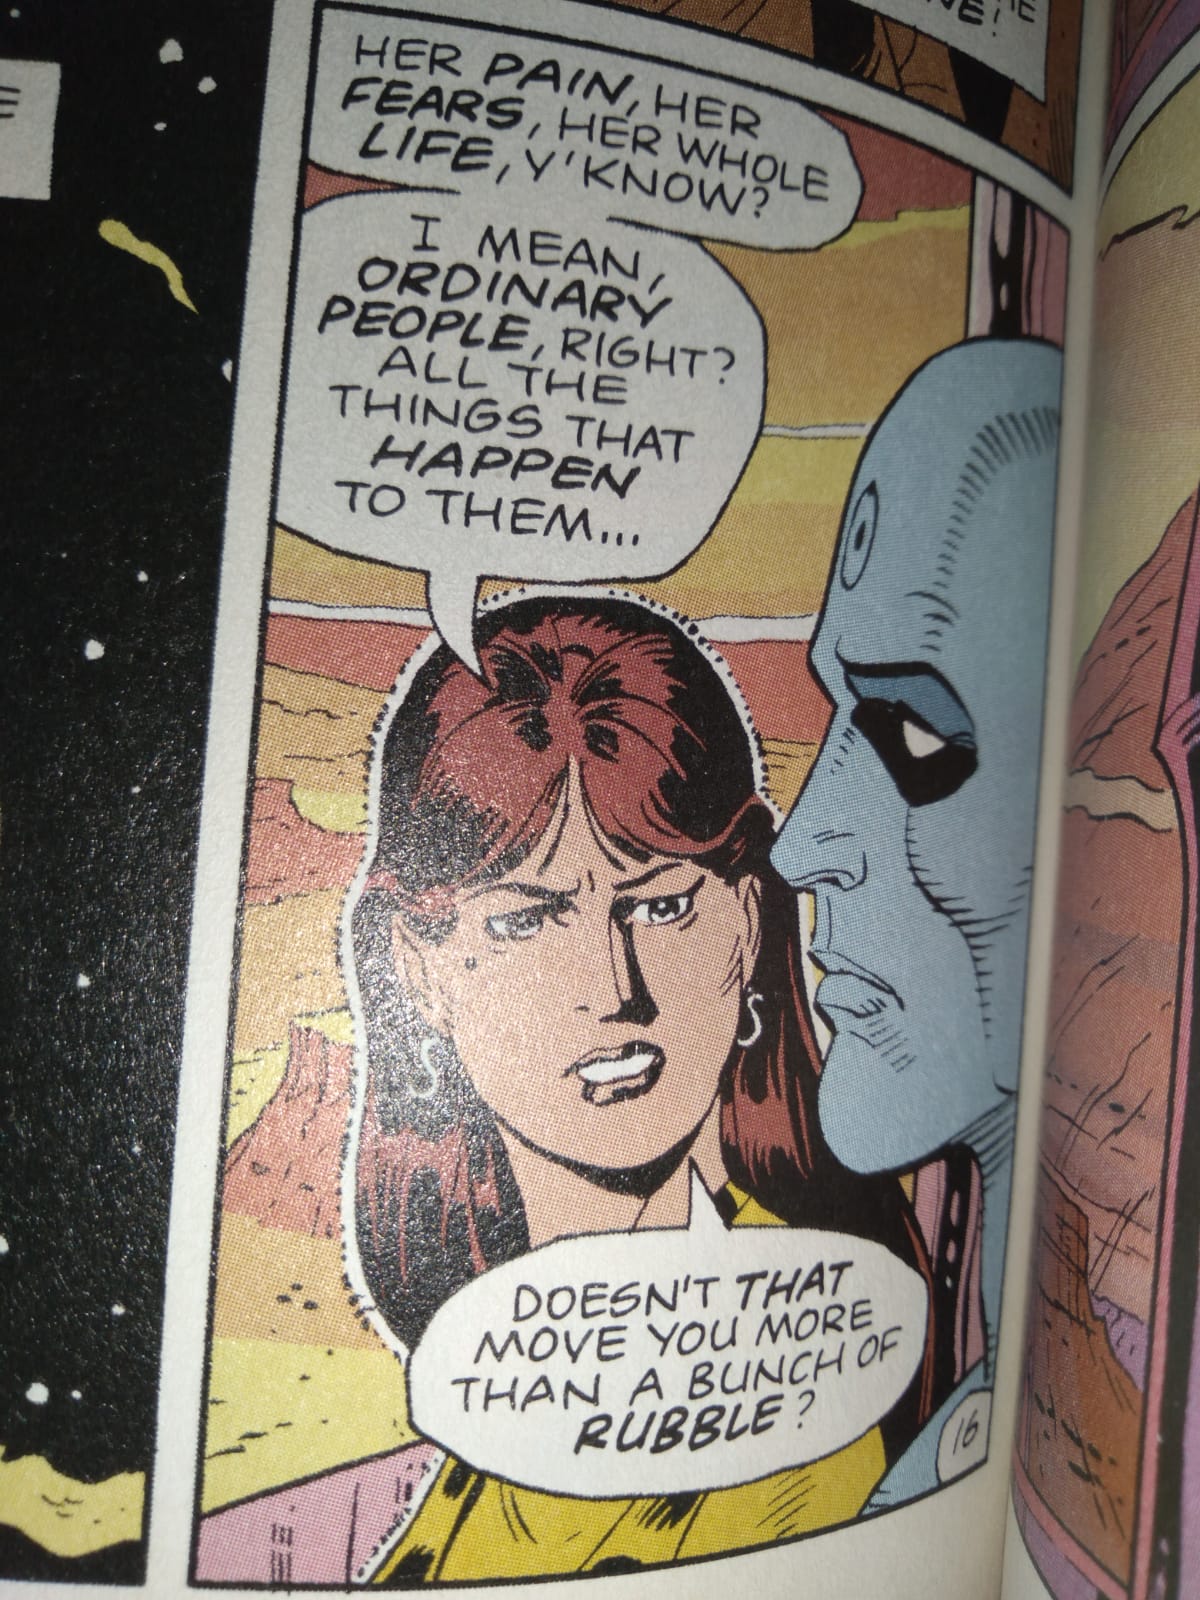 HER PAIN, HER
FEARS, HER WHOLE
LIFE, Y'KNOW?
I MEAN,
ORDINARY
PEOPLE, RIGHT?
ALL THE
THINGS THAT
HAPPEN
TO THEM...
DOESN'T THAT
MOVE YOU MORE
THAN A BUNCH OF
RUBBLE?
16